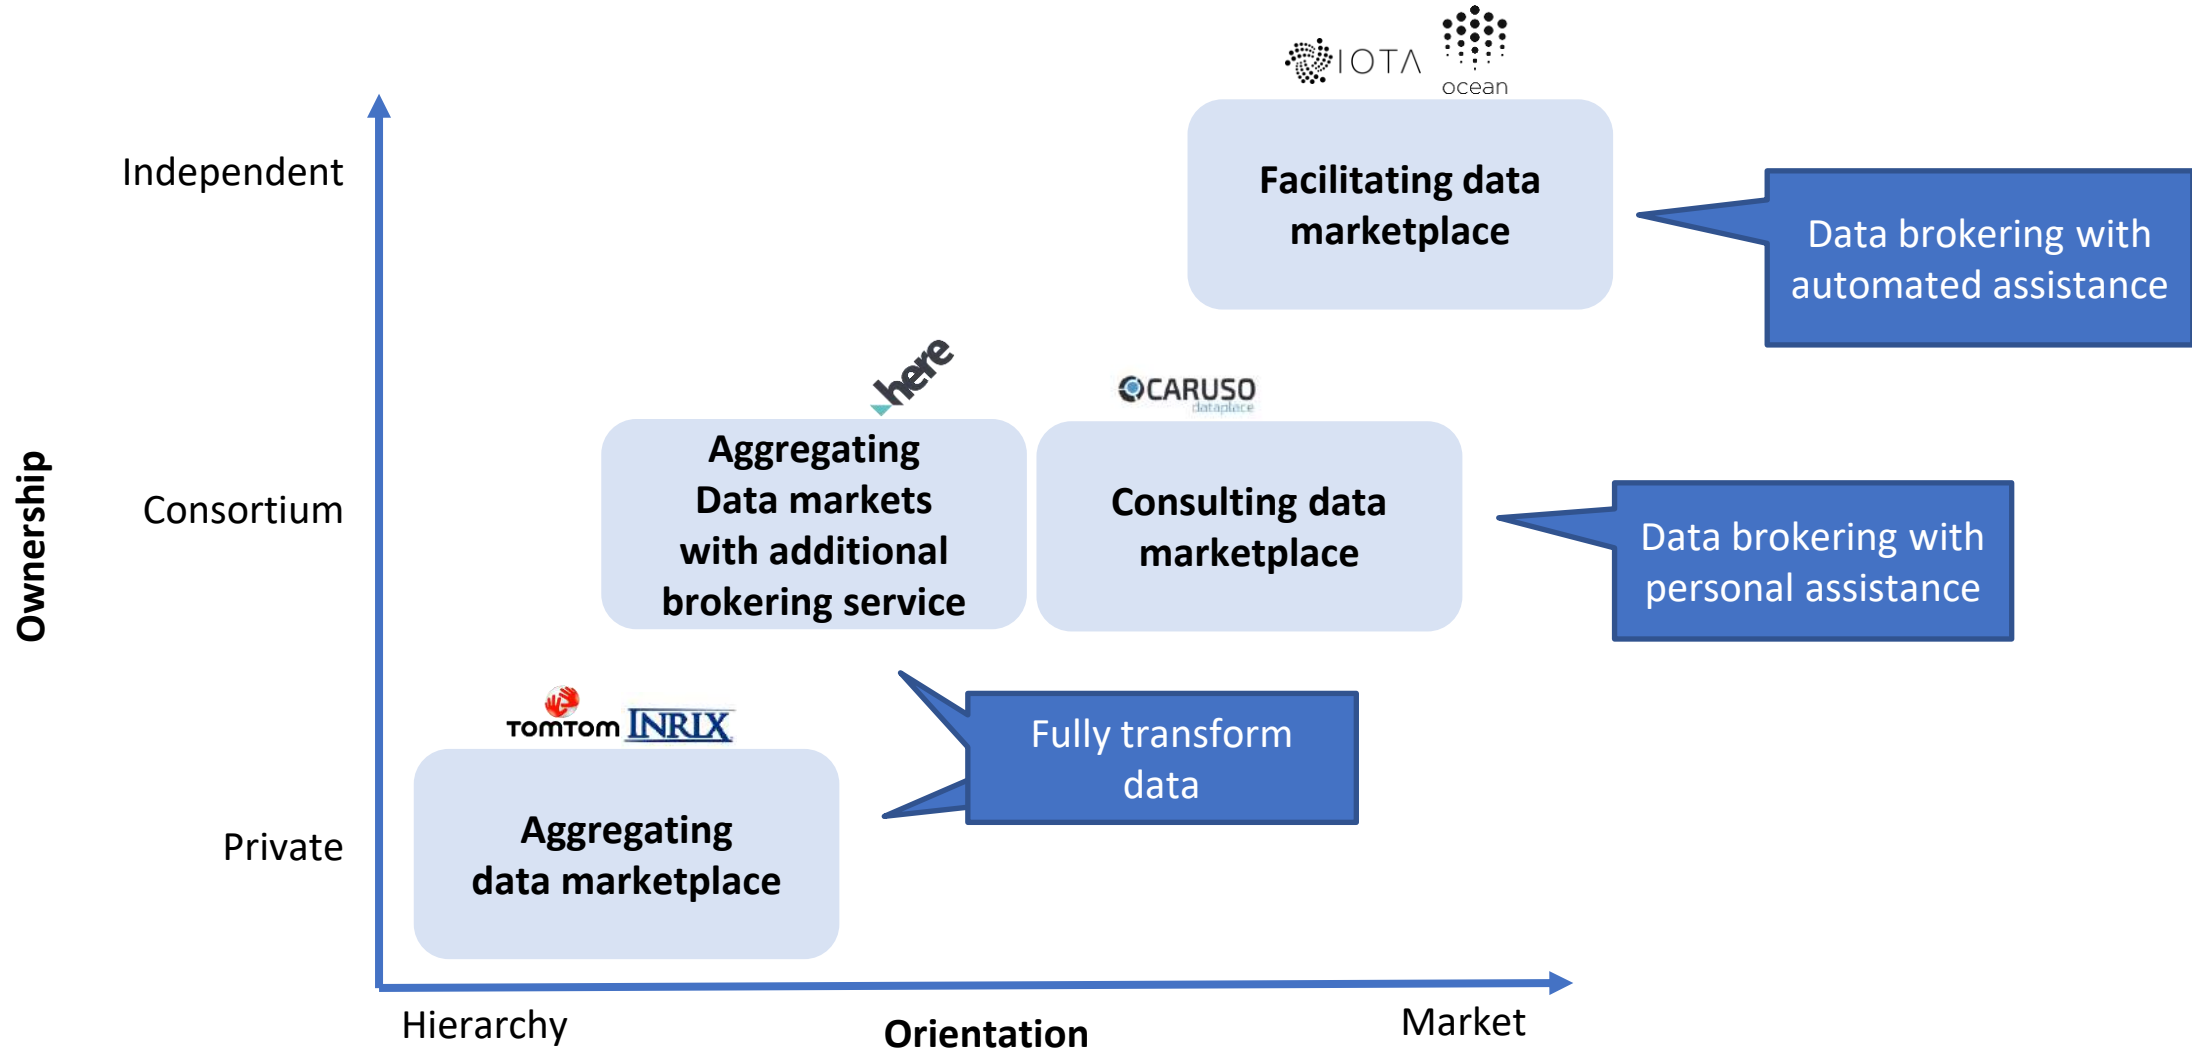 IOTA
ocean
Independent
Facilitating data
marketplace
Data brokering with
automated assistance
here
CARUSO
dataplace
Ownership
Consortium
Aggregating
Data markets
with additional
brokering service
Consulting data
marketplace
Data brokering with
personal assistance
TOMTOM INRIX
Fully transform
data
Private
Aggregating
data marketplace
Hierarchy
Orientation
Market